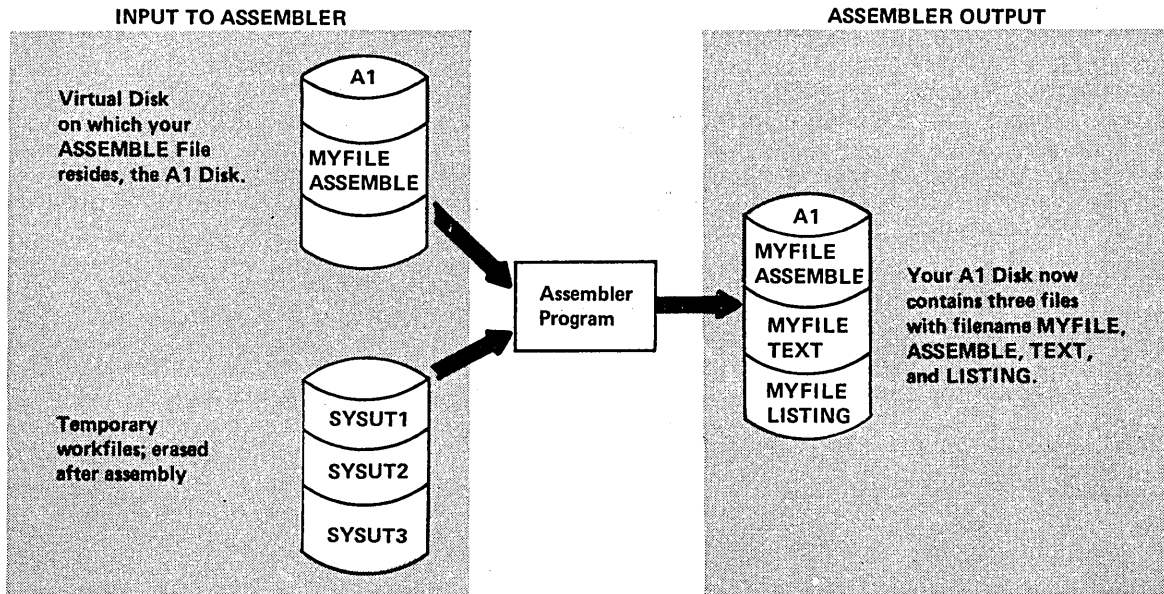 INPUT TO ASSEMBLER
Virtual Disk
on which your
ASSEMBLE File
resides, the A1 Disk.
A1
MYFILE
ASSEMBLE
Temporary
workfiles; erased
after assembly
SYSUT1
SYSUT2
SYSUT3
Assembler
Program
ASSEMBLER OUTPUT
A1
MYFILE
ASSEMBLE
MYFILE
TEXT
MYFILE
LISTING
Your A1 Disk now
contains three files
with filename MYFILE,
ASSEMBLE, TEXT,
and LISTING.